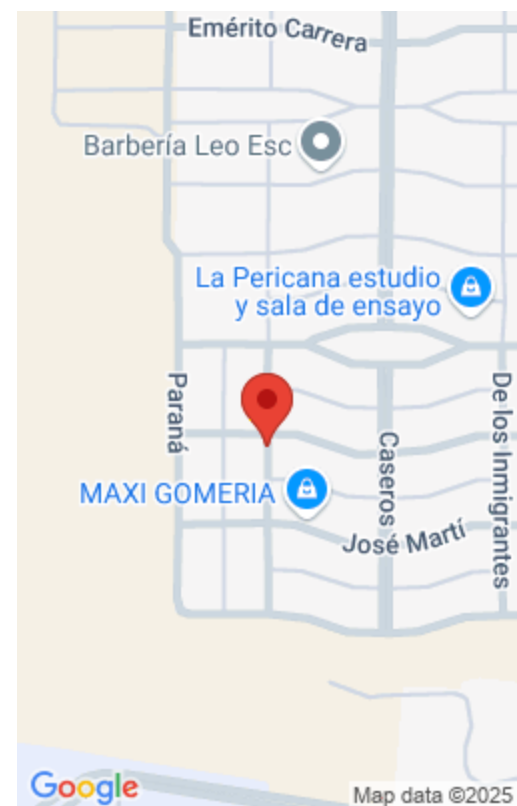 Emérito Carrera
Barbería Leo Esc
La Pericana estudio
y sala de ensayo
Paraná
De los Inmigrantes
Caseros
MAXI GOMERIA
José Martí
Google
Map data ©2025